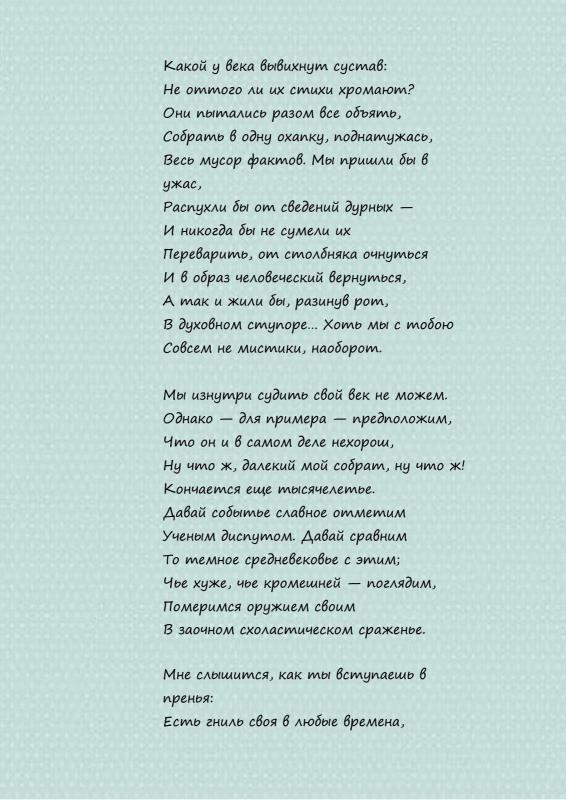 Какой у века вывихнут сустав:
Не оттого ли их стихи хромают?
Они пытались разом все объять,
Собрать в одну охапку, поднатужась,
Весь мусор фактов. Мы пришли бы в
ужас,
Распухли бы от сведений дурных —
И никогда бы не сумели их
Переварить, от столбняка очнуться
И в образ человеческий вернуться,
А так и жили бы, разинув рот,
В духовном ступоре... Хоть мы с тобою
Совсем не мистики, наоборот.
Мы изнутри судить свой век не можем.
Однако — для примера — предположим,
Что он и в самом деле нехорош,
Ну что ж, далекий мой собрат, ну что ж!
Кончается еще тысячелетье.
Давай событье славное отметим
Ученым диспутом. Давай сравним
То темное средневековье с этим;
Чье хуже, чье кромешней — поглядим,
Померимся оружием своим
В заочном схоластическом сраженье.
Мне слышится, как ты вступаешь в
пренья:
Есть гниль своя в любые времена,